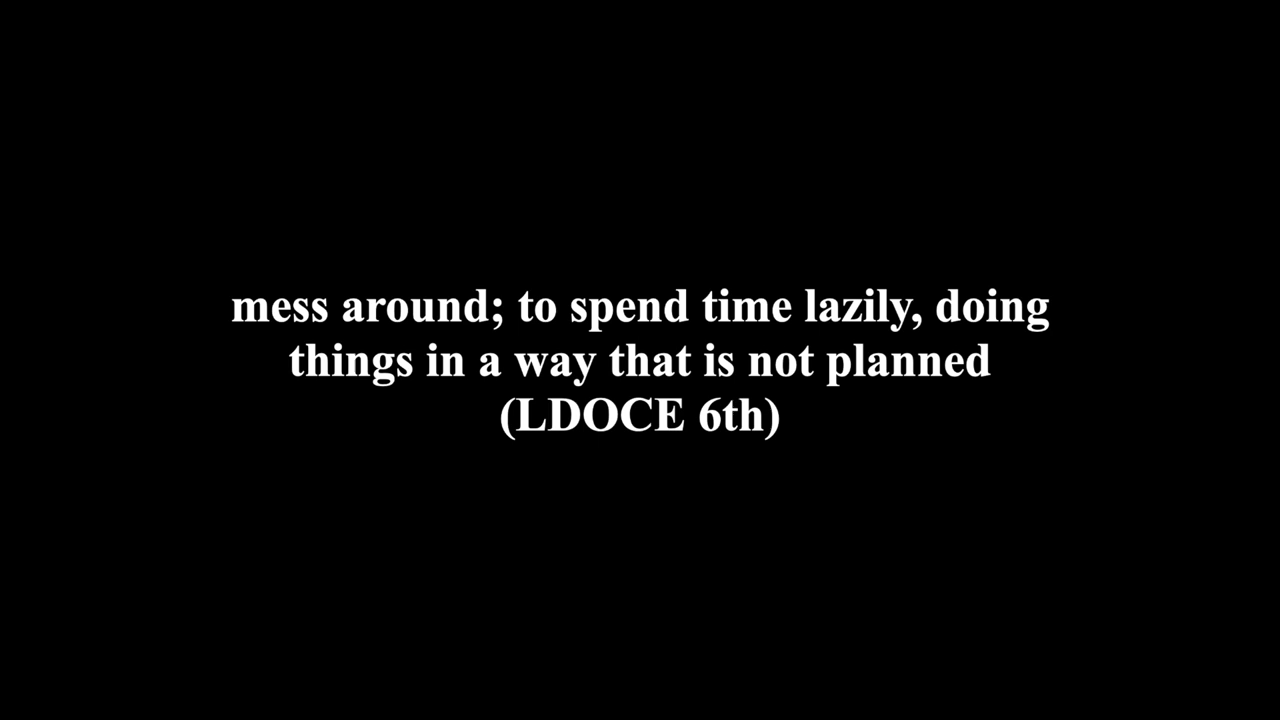 mess around; to spend time lazily, doing
things in a way that is not planned
(LDOCE 6th)